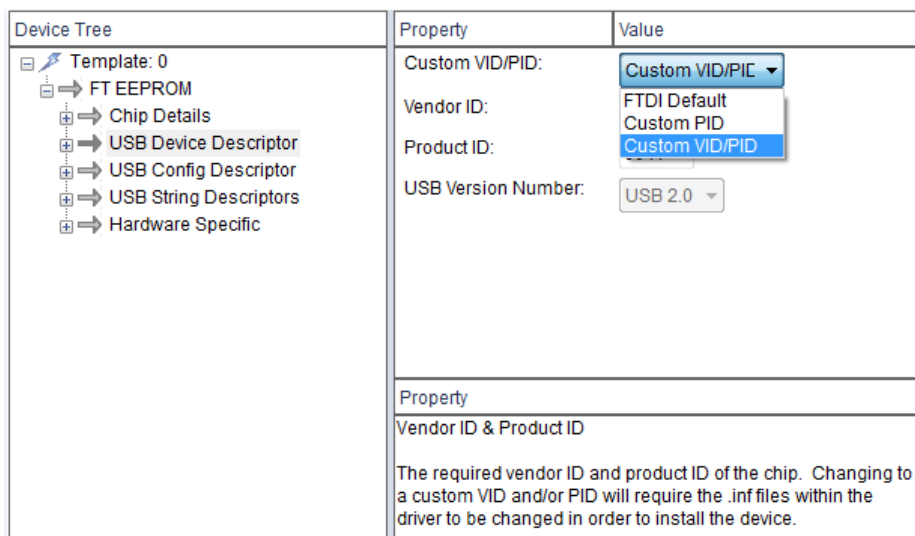 Device Tree
Template: 0
FT EEPROM
Chip Details
USB Device Descriptor
USB Config Descriptor
USB String Descriptors
Hardware Specific
Property Value
Custom VID/PID: Custom VID/PID
FTDI Default
Custom PID
Custom VID/PID
Vendor ID:
Product ID:
USB Version Number: USB 2.0
Property
Vendor ID & Product ID
The required vendor ID and product ID of the chip. Changing to
a custom VID and/or PID will require the .inf files within the
driver to be changed in order to install the device.